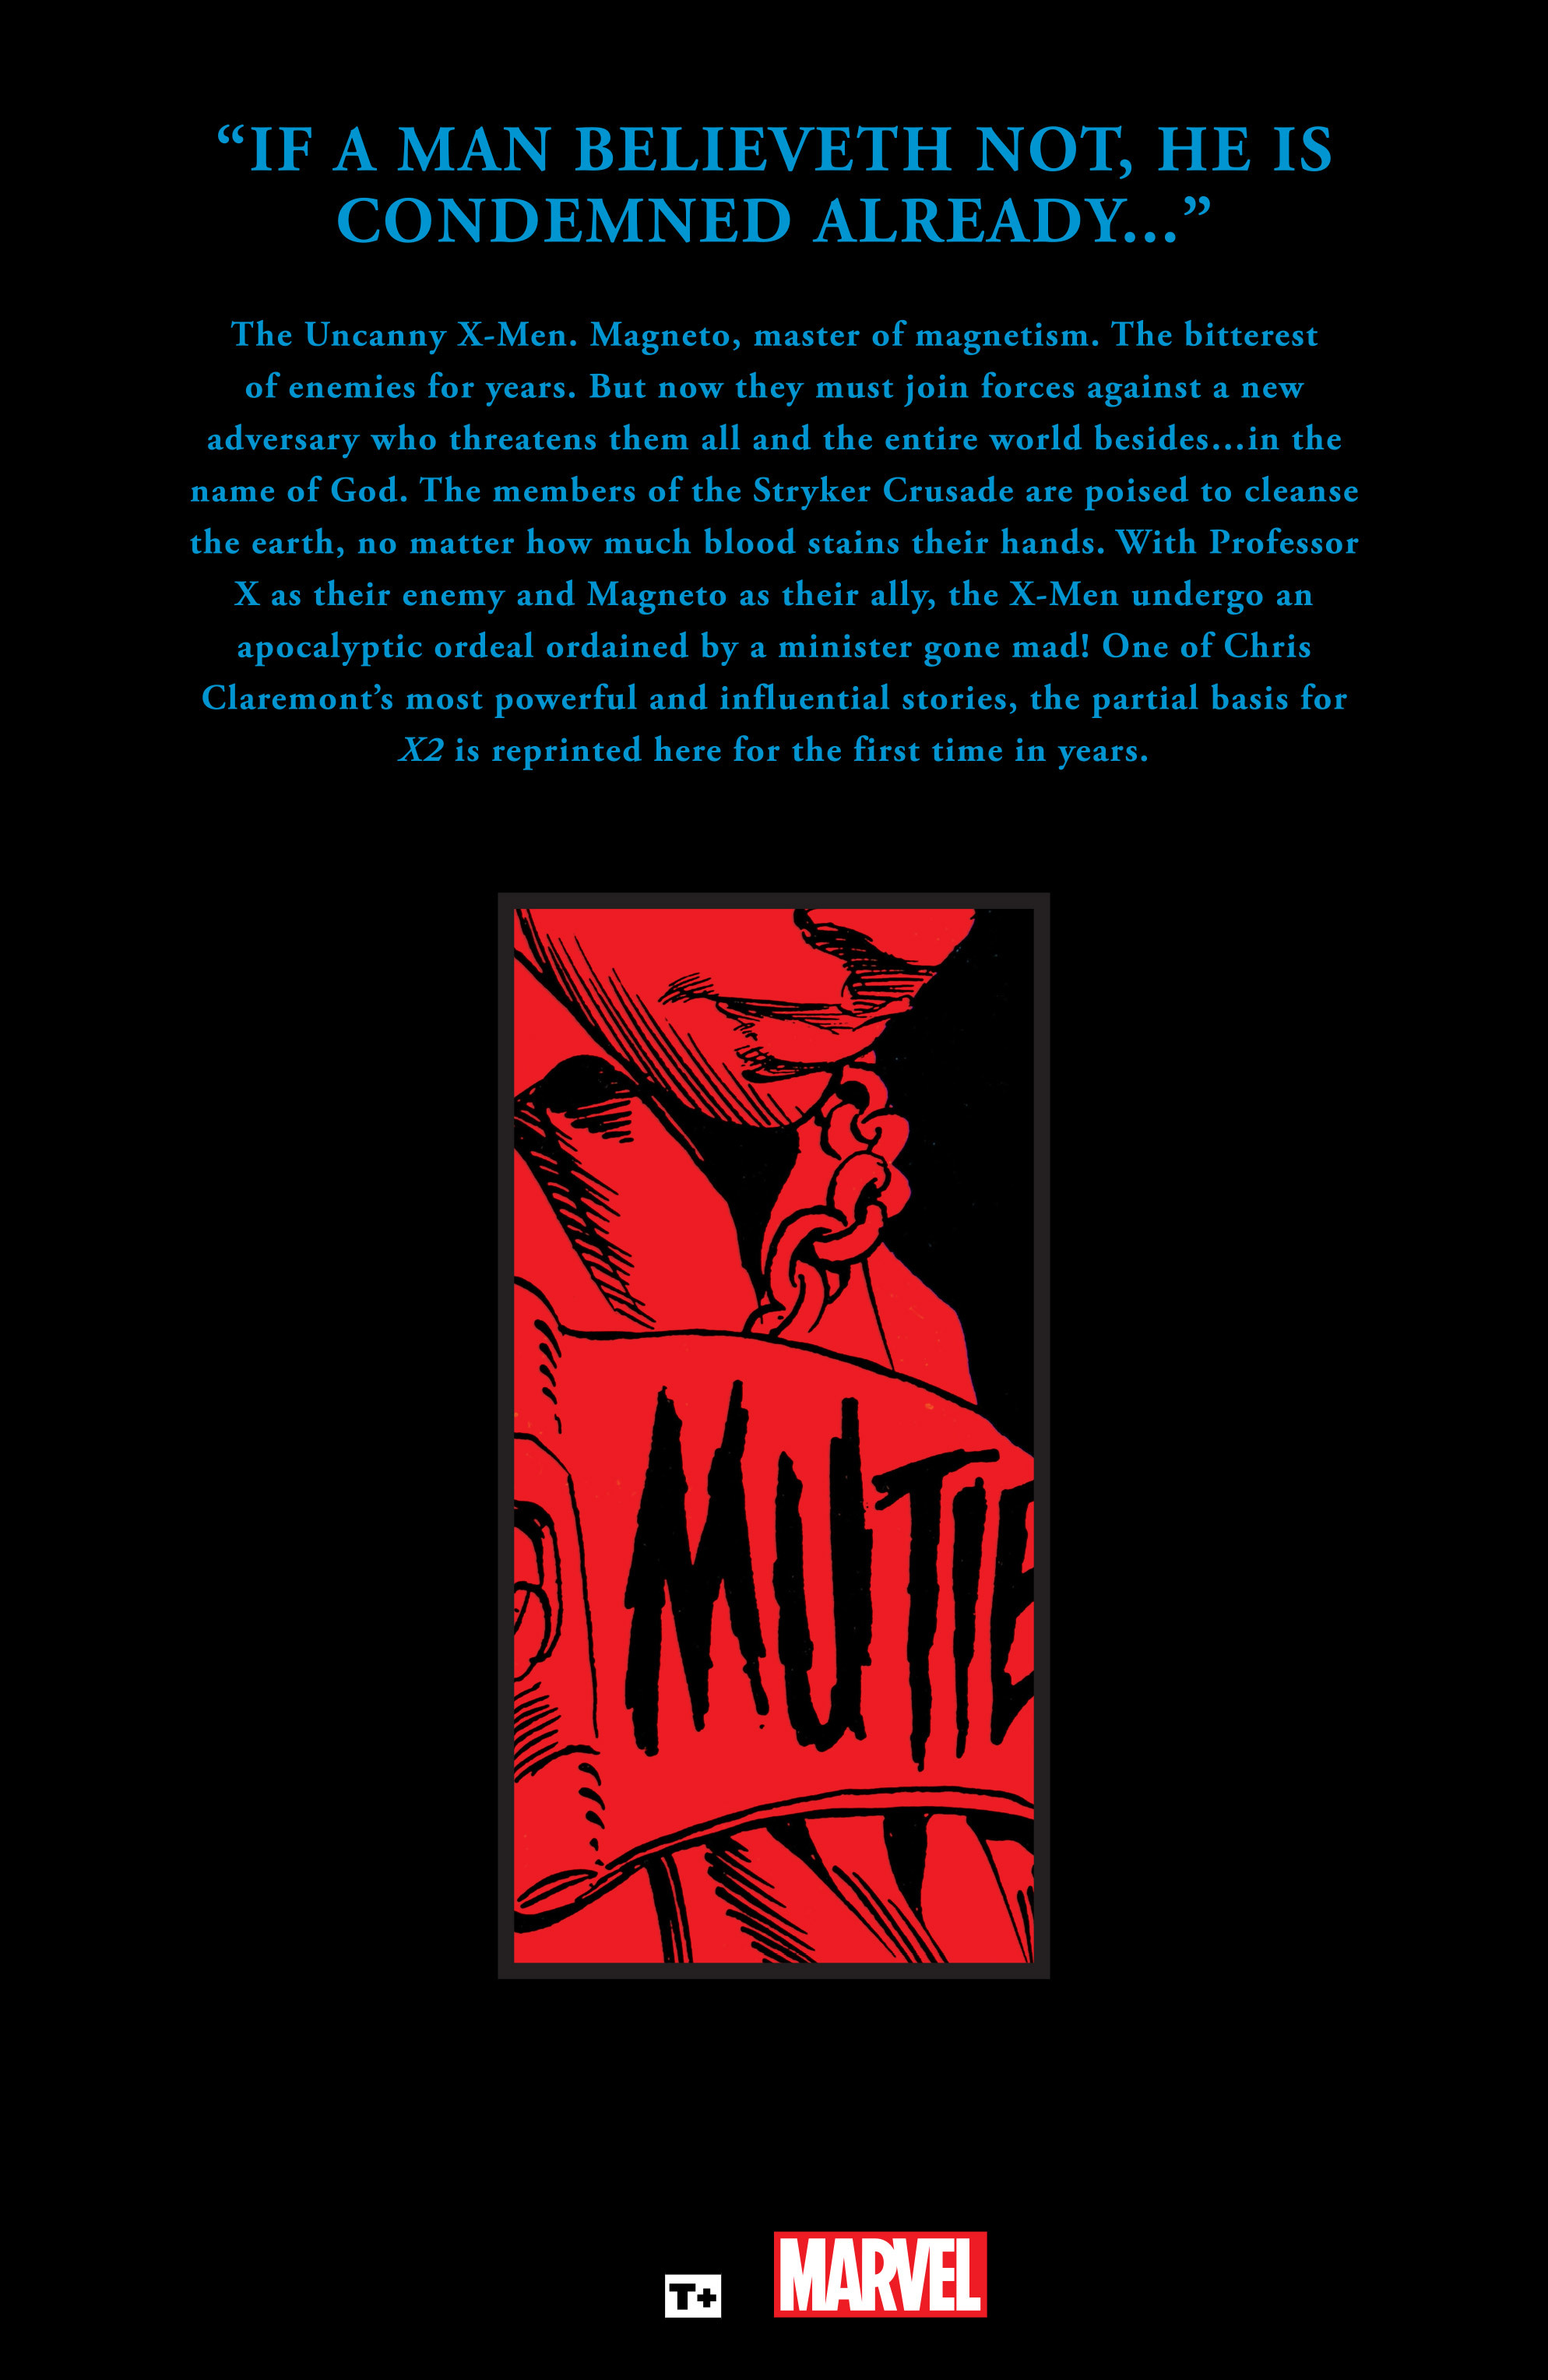 “IF A MAN BELIEVETH NOT, HE IS
CONDEMNED ALREADY...”
The Uncanny X-Men. Magneto, master of magnetism. The bitterest
of enemies for years. But now they must join forces against a new
adversary who threatens them all and the entire world besides...in the
name of God. The members of the Stryker Crusade are poised to cleanse
the earth, no matter how much blood stains their hands. With Professor
X as their enemy and Magneto as their ally, the X-Men undergo an
apocalyptic ordeal ordained by a minister gone mad! One of Chris
Claremont’s most powerful and influential stories, the partial basis for
X2 is reprinted here for the first time in years.
MUTIE
T+
MARVEL